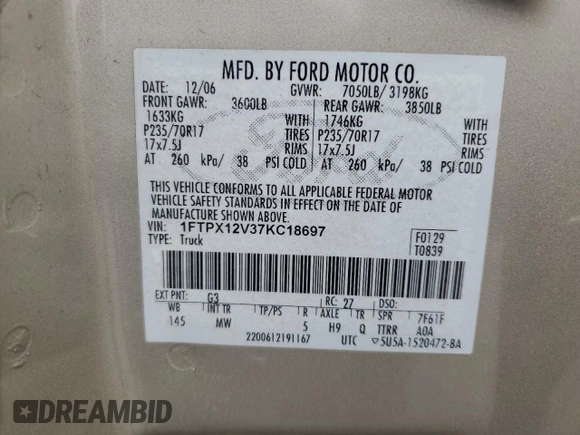 MFD. BY FORD MOTOR CO.
DATE: 12/06 GVWR: 7050LB/ 3198KG
FRONT GAWR: 3600LB REAR GAWR: 3850LB
1633KG WITH 1746KG WITH
P235/70R17 TIRES P235/70R17 TIRES
17x7.5J RIMS 17x7.5J RIMS
AT 260 kPa/ 38 PSI COLD AT 260 kPa/ 38 PSI COLD
THIS VEHICLE CONFORMS TO ALL APPLICABLE FEDERAL MOTOR
VEHICLE SAFETY STANDARDS IN EFFECT ON THE DATE OF
MANUFACTURE SHOWN ABOVE.
VIN: 1FTPX12V37KC18697
TYPE: Truck
F0129
T0839
EXT PNT: G3 RC: 27 DSO:
WB INT TR TP/PS R AXLE TR SPR 7F61F
145 MW 5 H9 Q TTRR A0A
2200612191167 UTC ▽5U5A-1520472-BA
Ford
DREAMBID